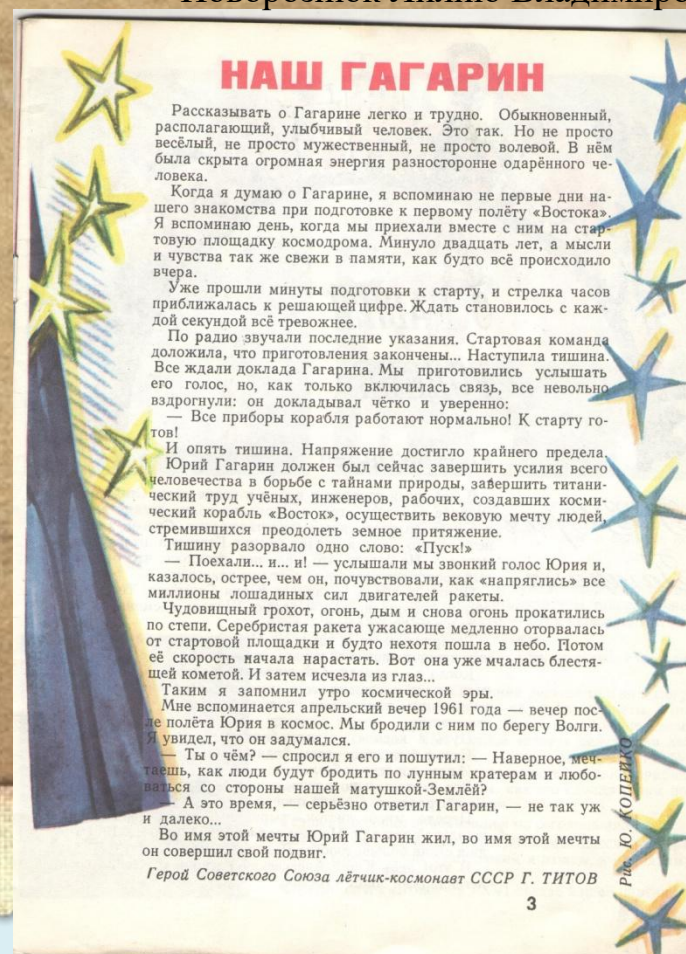 НАШ ГАГАРИН
Рассказывать о Гагарине легко и трудно. Обыкновенный,
располагающий, улыбчивый человек. Это так. Но не просто
весёлый, не просто мужественный, не просто волевой. В нём
была скрыта огромная энергия разносторонне одарённого че-
ловека.
Когда я думаю о Гагарине, я вспоминаю не первые дни на-
шего знакомства при подготовке к первому полёту «Востока».
Я вспоминаю день, когда мы приехали вместе с ним на стар-
товую площадку космодрома. Минуло двадцать лет, а мысли
и чувства так же свежи в памяти, как будто всё происходило
вчера.
Уже прошли минуты подготовки к старту, и стрелка часов
приближалась к решающей цифре. Ждать становилось с каж-
дой секундой всё тревожнее.
По радио звучали последние указания. Стартовая команда
доложила, что приготовления закончены... Наступила тишина.
Все ждали доклада Гагарина. Мы приготовились услышать
его голос, но, как только включилась связь, все невольно
вздрогнули: он докладывал чётко и уверенно:
— Все приборы корабля работают нормально! К старту го-
тов!
И опять тишина. Напряжение достигло крайнего предела.
Юрий Гагарин должен был сейчас завершить усилия всего
человечества в борьбе с тайнами природы, завершить титани-
ческий труд учёных, инженеров, рабочих, создавших косми-
ческий корабль «Восток», осуществить вековую мечту людей,
стремившихся преодолеть земное притяжение.
Тишину разорвало одно слово: «Пуск!»
— Поехали... и... и! — услышали мы звонкий голос Юрия и,
казалось, острее, чем он, почувствовали, как «напряглись» все
миллионы лошадиных сил двигателей ракеты.
Чудовищный грохот, огонь, дым и снова огонь прокатились
по степи. Серебристая ракета ужасающе медленно оторвалась
от стартовой площадки и будто нехотя пошла в небо. Потом
её скорость начала нарастать. Вот она уже мчалась блестя-
щей кометой. И затем исчезла из глаз...
Таким я запомнил утро космической эры.
Мне вспоминается апрельский вечер 1961 года — вечер пос-
ле полёта Юрия в космос. Мы бродили с ним по берегу Волги.
Я увидел, что он задумался.
— Ты о чём? — спросил я его и пошутил: — Наверное, меч-
таешь, как люди будут бродить по лунным кратерам и любо-
ваться со стороны нашей матушкой-Землёй?
— А это время, — серьёзно ответил Гагарин, — не так уж
и далеко...
Во имя этой мечты Юрий Гагарин жил, во имя этой мечты
он совершил свой подвиг.
Герой Советского Союза лётчик-космонавт СССР Г. ТИТОВ
Рис. Ю. КОПЕЙКО
3